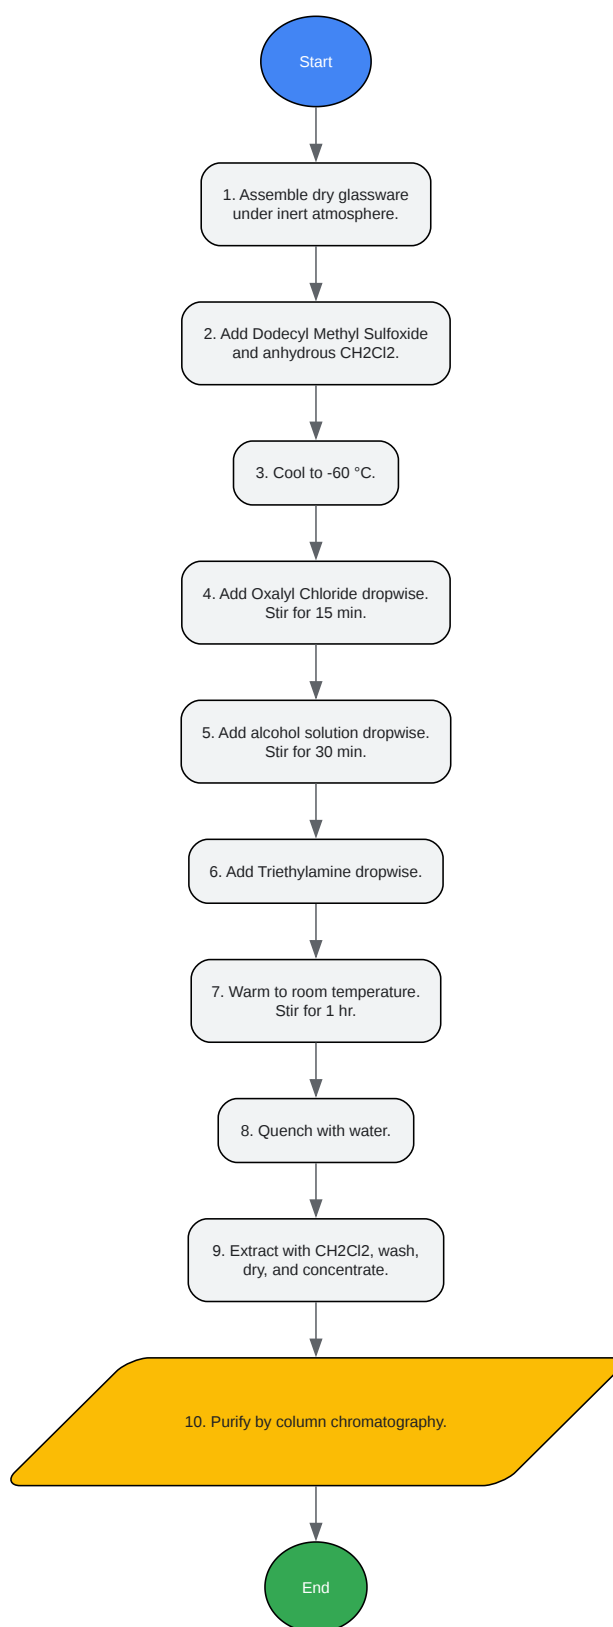 Start
1. Assemble dry glassware
under inert atmosphere.
2. Add Dodecyl Methyl Sulfoxide
and anhydrous CH2Cl2.
3. Cool to -60 °C.
4. Add Oxalyl Chloride dropwise.
Stir for 15 min.
5. Add alcohol solution dropwise.
Stir for 30 min.
6. Add Triethylamine dropwise.
7. Warm to room temperature.
Stir for 1 hr.
8. Quench with water.
9. Extract with CH2Cl2, wash,
dry, and concentrate.
10. Purify by column chromatography.
End